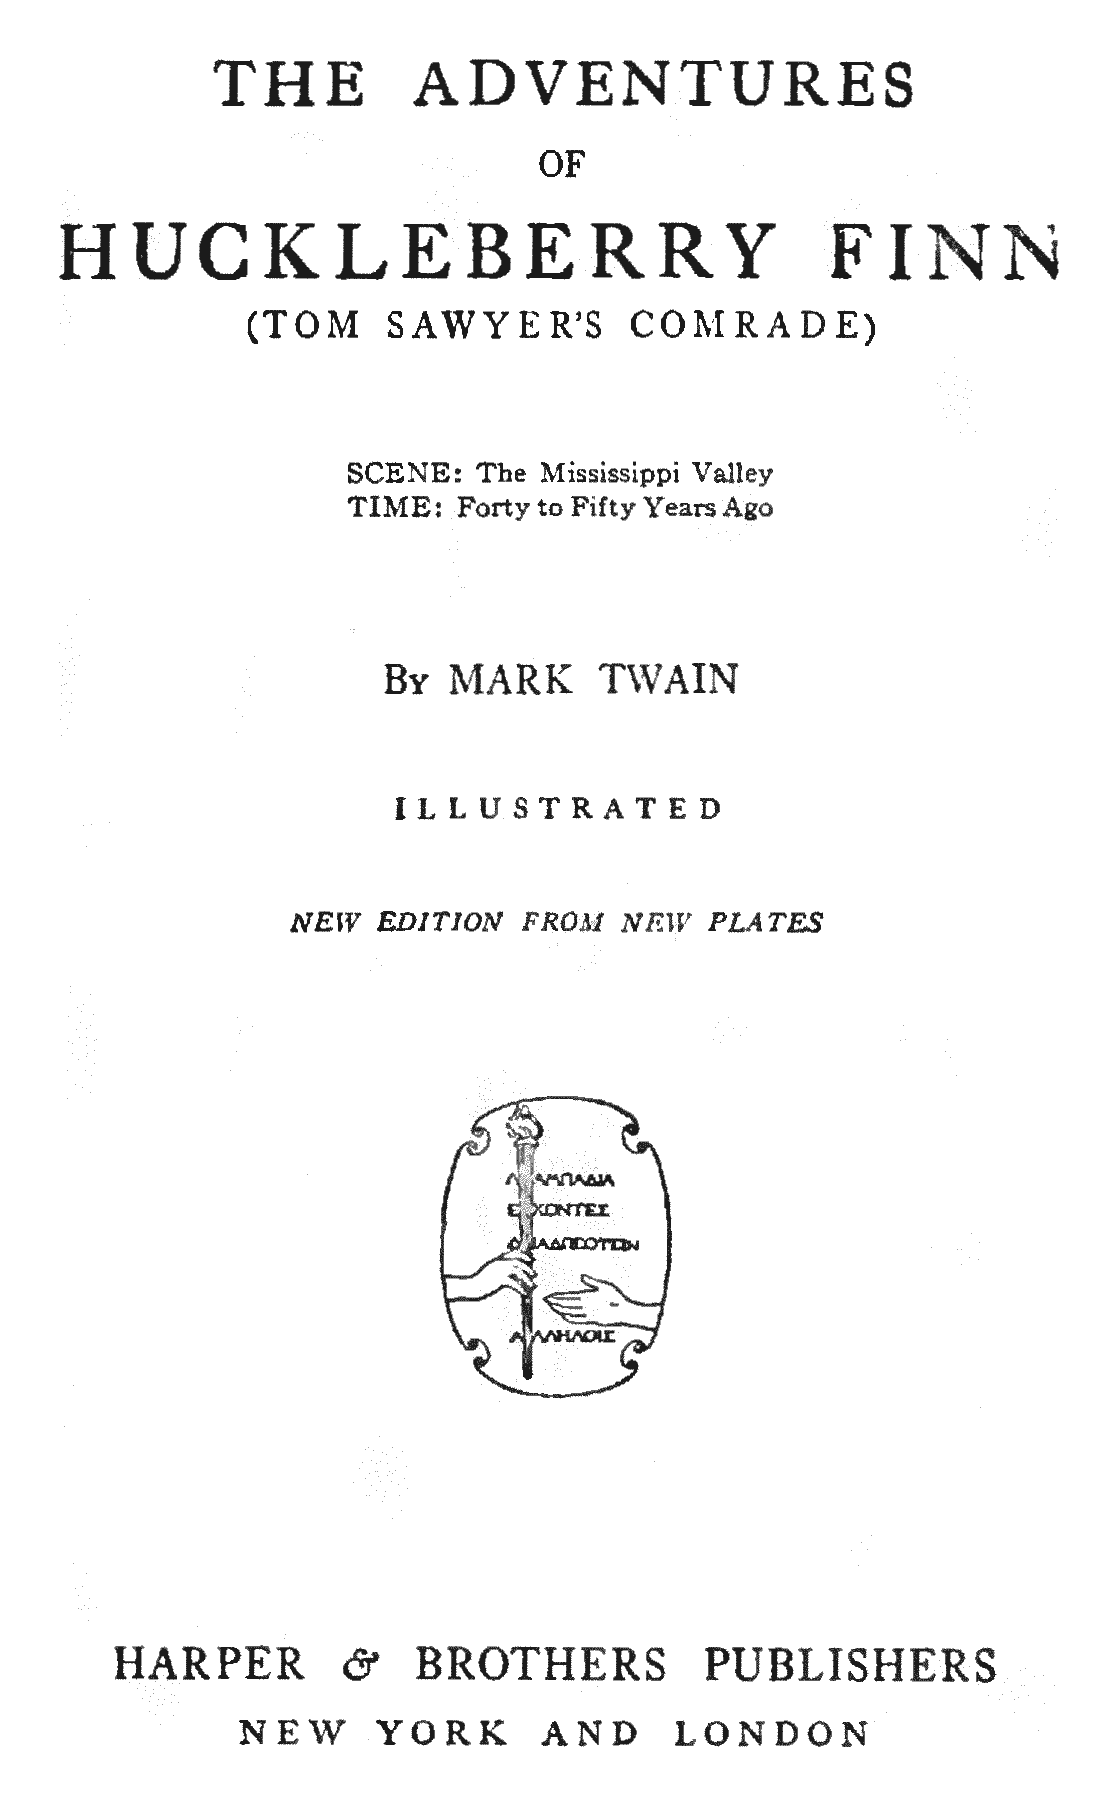 THE ADVENTURES
OF
HUCKLEBERRY FINN
(TOM SAWYER'S COMRADE)
SCENE: The Mississippi Valley
TIME: Forty to Fifty Years Ago
By MARK TWAIN
ILLUSTRATED
NEW EDITION FROM NEW PLATES
HARPER & BROTHERS PUBLISHERS
NEW YORK AND LONDON